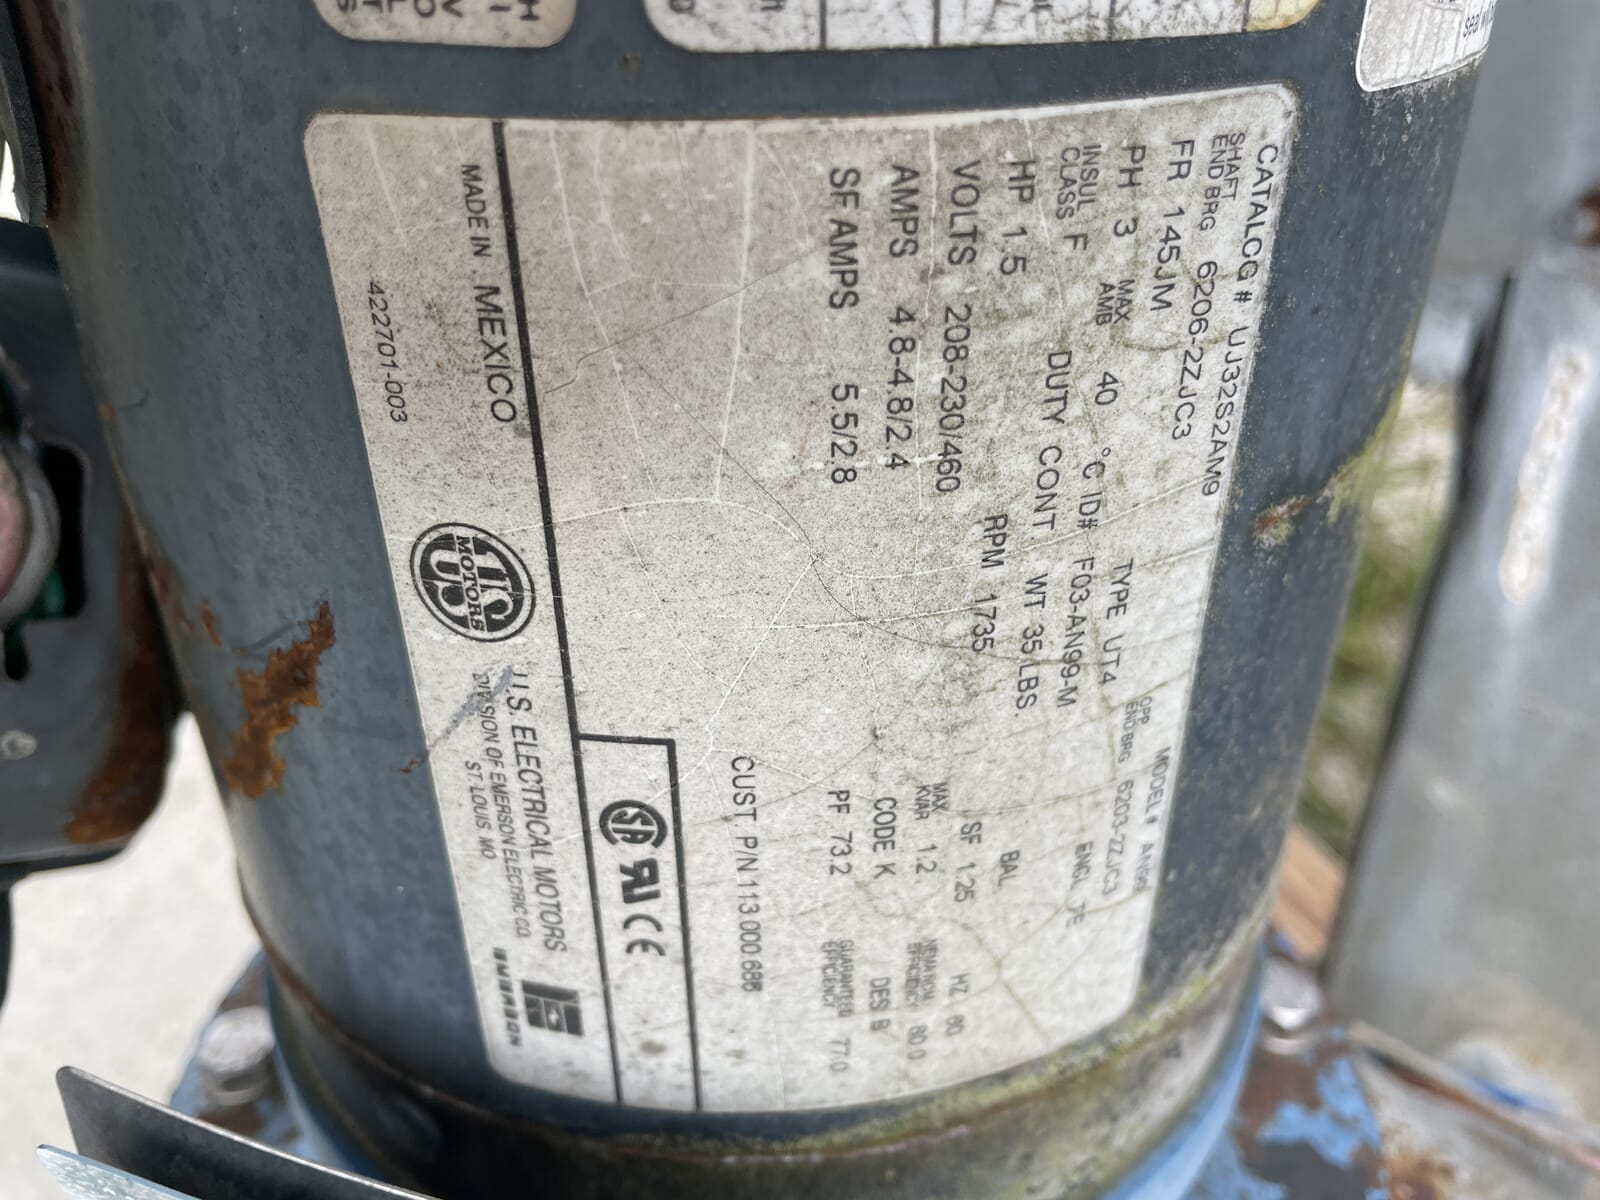 CATALOG # UJ32S2AM9 MODEL# AN99
SHAFT END BRG 6206-2ZJC3 OPP END BRG 6203-2ZJC3
FR 145JM TYPE UT4 ENCL TE
PH 3 MAX AMB 40 °C ID# F03-AN99-M
INSUL CLASS F DUTY CONT WT 35 LBS. BAL
HP 1.5 RPM 1735 SF 1.25 HZ 60
VOLTS 208-230/460 MAX KVAR 1.2 NEMA NOM EFFICIENCY 80.0
AMPS 4.8-4.8/2.4 CODE K DES B
SF AMPS 5.5/2.8 PF 73.2 GUARANTEED EFFICIENCY 77.0
CUST. P/N 113.000.686
SA CE
MADE IN MEXICO
422701-003
US MOTORS
U.S. ELECTRICAL MOTORS
DIVISION OF EMERSON ELECTRIC CO.
ST. LOUIS, MO
EMERSON